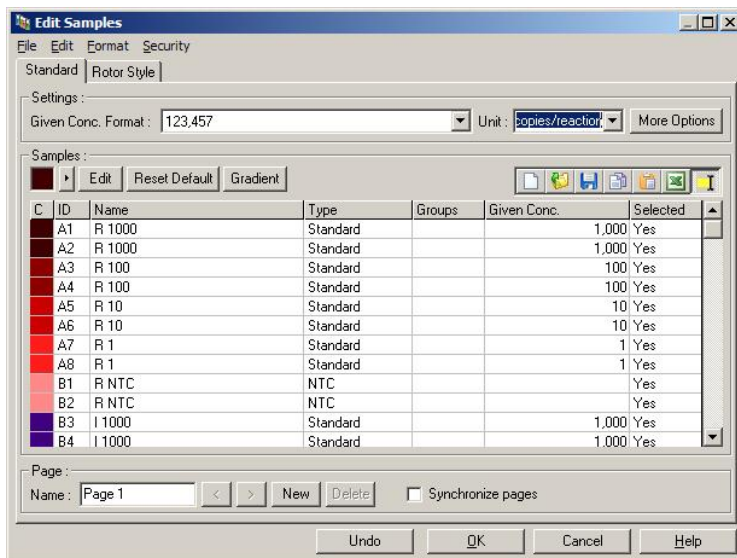 Edit Samples
File Edit Format Security
Standard Rotor Style
Settings :
Given Conc. Format : 123,457 Unit : copies/reaction More Options
Samples :
Edit Reset Default Gradient
C ID Name Type Groups Given Conc. Selected
A1 R 1000 Standard 1,000 Yes
A2 R 1000 Standard 1,000 Yes
A3 R 100 Standard 100 Yes
A4 R 100 Standard 100 Yes
A5 R 10 Standard 10 Yes
A6 R 10 Standard 10 Yes
A7 R 1 Standard 1 Yes
A8 R 1 Standard 1 Yes
B1 R NTC NTC Yes
B2 R NTC NTC Yes
B3 I 1000 Standard 1,000 Yes
B4 I 1000 Standard 1,000 Yes
Page :
Name : Page 1 < > New Delete Synchronize pages
Undo OK Cancel Help